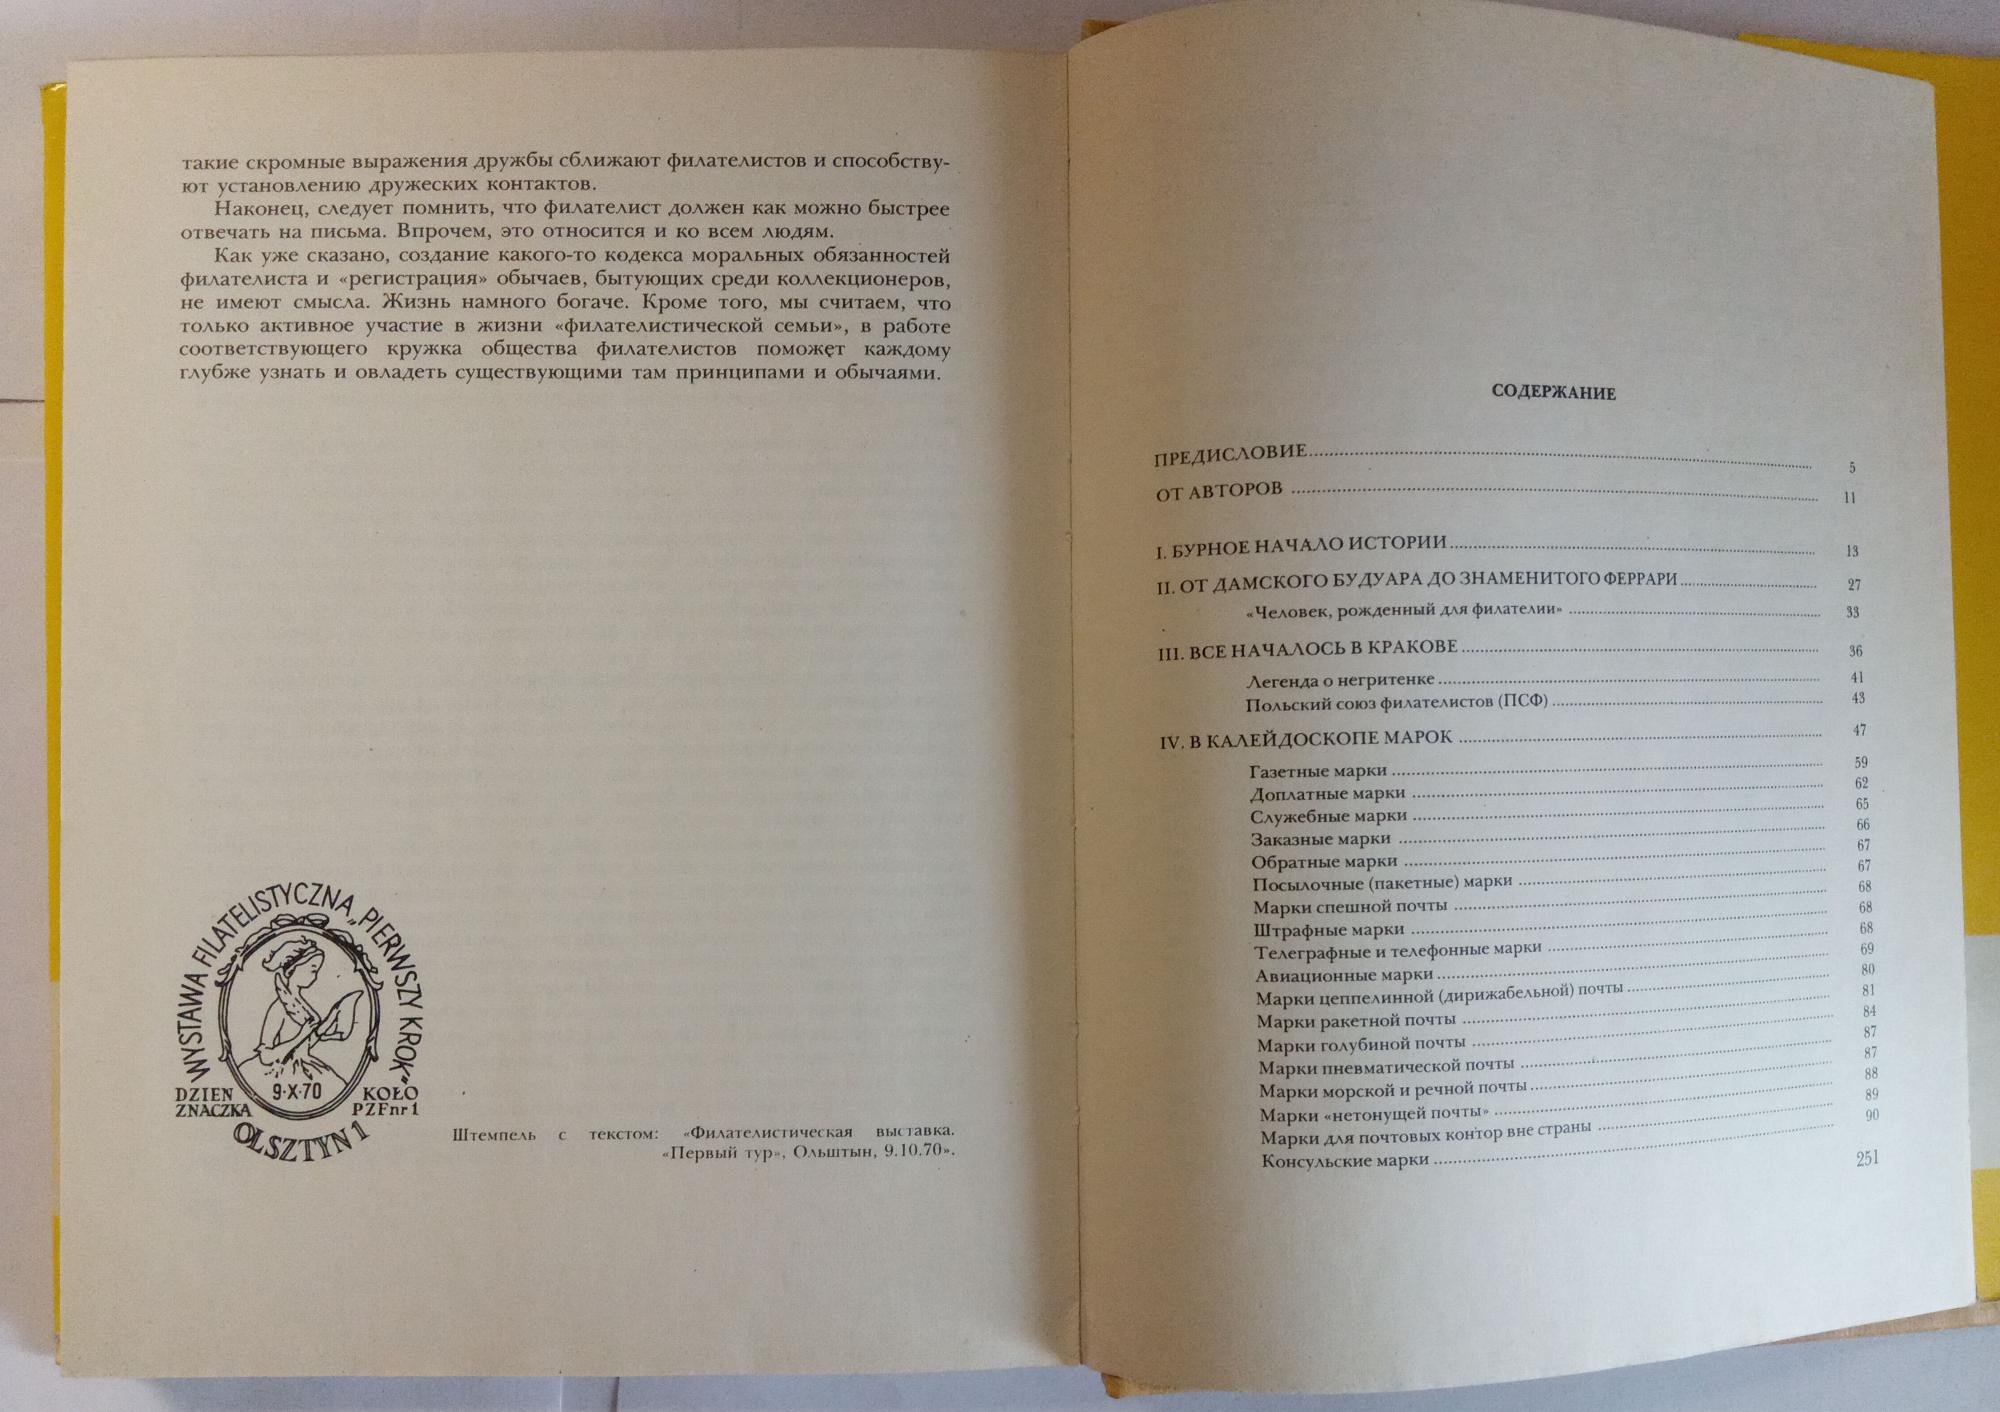 такие скромные выражения дружбы сближают филателистов и способству-
ют установлению дружеских контактов.
Наконец, следует помнить, что филателист должен как можно быстрее
отвечать на письма. Впрочем, это относится и ко всем людям.
Как уже сказано, создание какого-то кодекса моральных обязанностей
филателиста и «регистрация» обычаев, бытующих среди коллекционеров,
не имеют смысла. Жизнь намного богаче. Кроме того, мы считаем, что
только активное участие в жизни «филателистической семьи», в работе
соответствующего кружка общества филателистов поможет каждому
глубже узнать и овладеть существующими там принципами и обычаями.
WYSTAWA FILATELISTYCZNA „PIERWSZY KROK"
9·X·70
DZIEN ZNACZKA
KOŁO PZF nr 1
OLSZTYN 1
Штемпель с текстом: «Филателистическая выставка.
«Первый тур», Ольштын, 9.10.70».
СОДЕРЖАНИЕ
ПРЕДИСЛОВИЕ 5
ОТ АВТОРОВ 11
I. БУРНОЕ НАЧАЛО ИСТОРИИ 13
II. ОТ ДАМСКОГО БУДУАРА ДО ЗНАМЕНИТОГО ФЕРРАРИ 27
«Человек, рожденный для филателии» 33
III. ВСЕ НАЧАЛОСЬ В КРАКОВЕ 36
Легенда о негритенке 41
Польский союз филателистов (ПСФ) 43
IV. В КАЛЕЙДОСКОПЕ МАРОК 47
Газетные марки 59
Доплатные марки 62
Служебные марки 65
Заказные марки 66
Обратные марки 67
Посылочные (пакетные) марки 67
Марки спешной почты 68
Штрафные марки 68
Телеграфные и телефонные марки 68
Авиационные марки 69
Марки цеппелинной (дирижабельной) почты 80
Марки ракетной почты 81
Марки голубиной почты 84
Марки пневматической почты 87
Марки морской и речной почты 87
Марки «нетонущей почты» 88
Марки для почтовых контор вне страны 89
Консульские марки 90
251